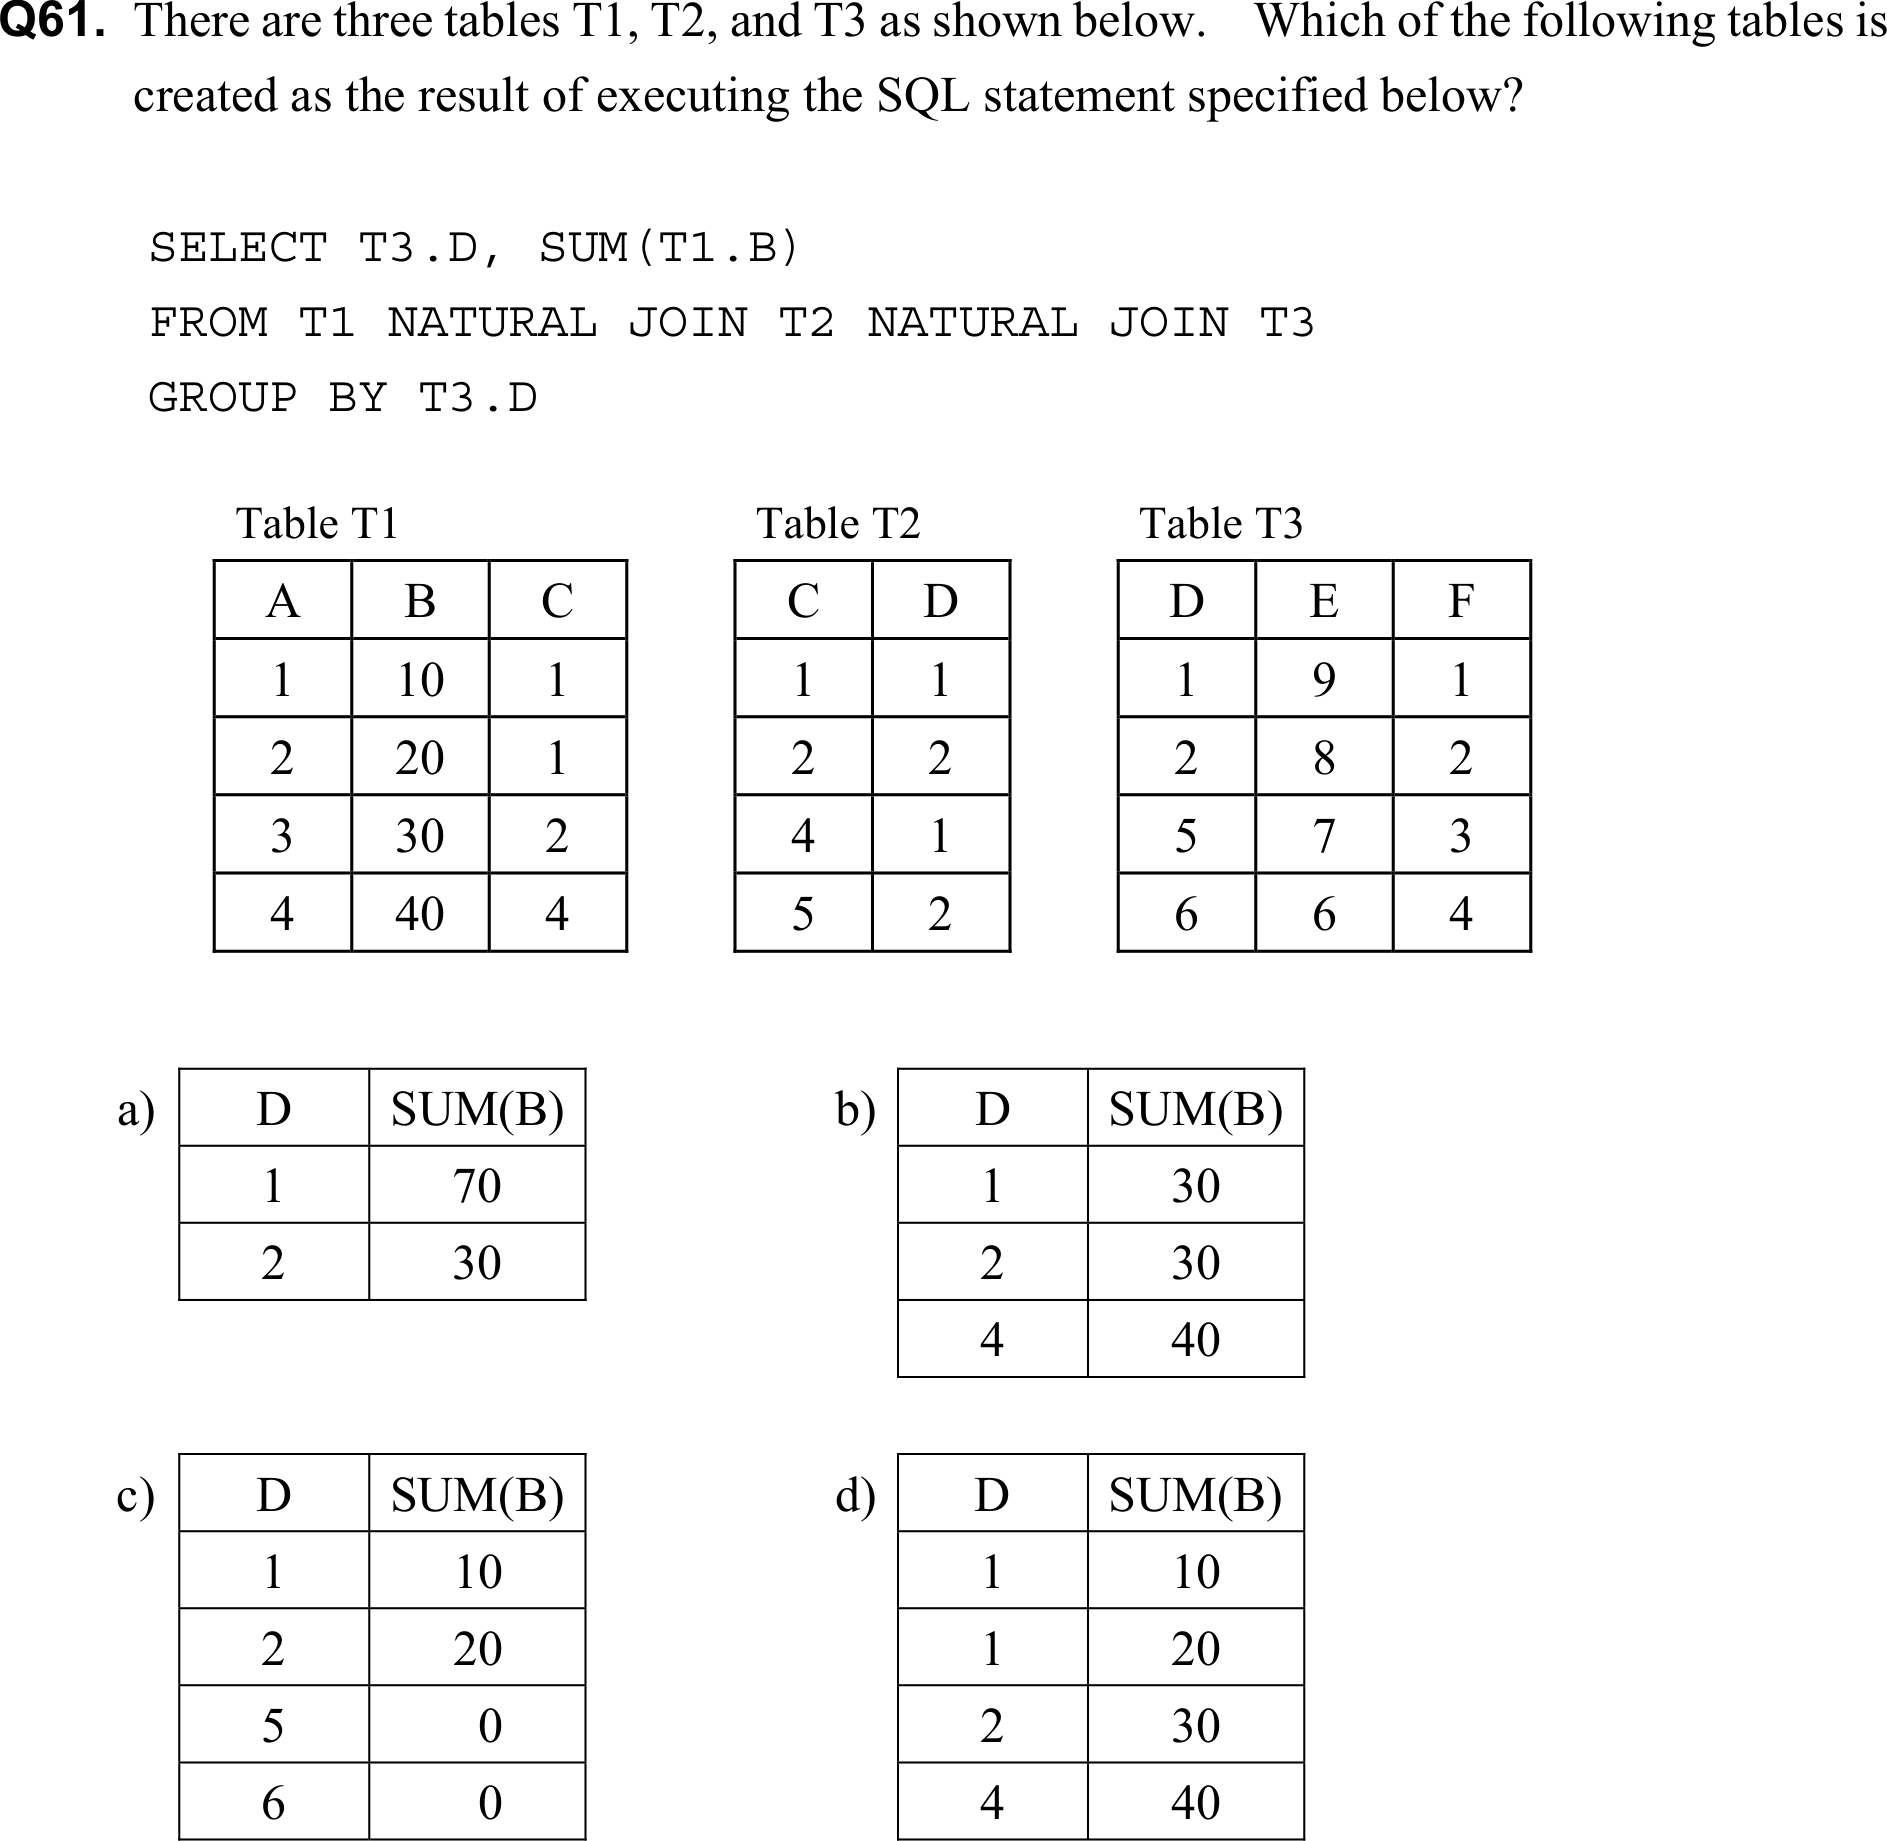 Q61. There are three tables T1, T2, and T3 as shown below. Which of the following tables is
created as the result of executing the SQL statement specified below?
SELECT T3.D, SUM(T1.B)
FROM T1 NATURAL JOIN T2 NATURAL JOIN T3
GROUP BY T3.D
Table T1 Table T2 Table T3
A B C C D D E F
1 10 1 1 1 1 9 1
2 20 1 2 2 2 8 2
3 30 2 4 1 5 7 3
4 40 4 5 2 6 6 4
a) D SUM(B) b) D SUM(B)
1 70 1 30
2 30 2 30
4 40
c) D SUM(B) d) D SUM(B)
1 10 1 10
2 20 1 20
5 0 2 30
6 0 4 40